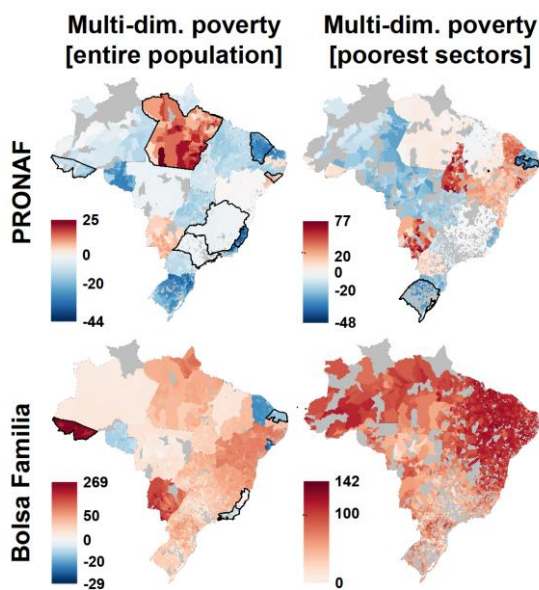 Multi-dim. poverty
[entire population]
Multi-dim. poverty
[poorest sectors]
PRONAF
25
0
-20
-44
77
20
0
-20
-48
Bolsa Familia
269
50
0
-20
-29
142
100
0